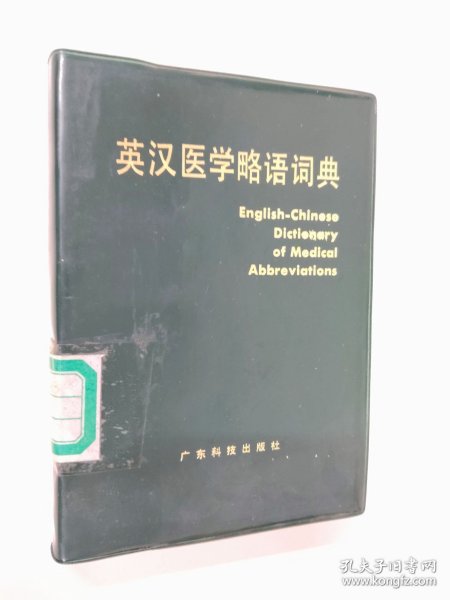 英汉医学略语词典
English-Chinese
Dictionary
of Medical
Abbreviations
广东科技出版社
孔夫子旧书网
www.kongfz.com